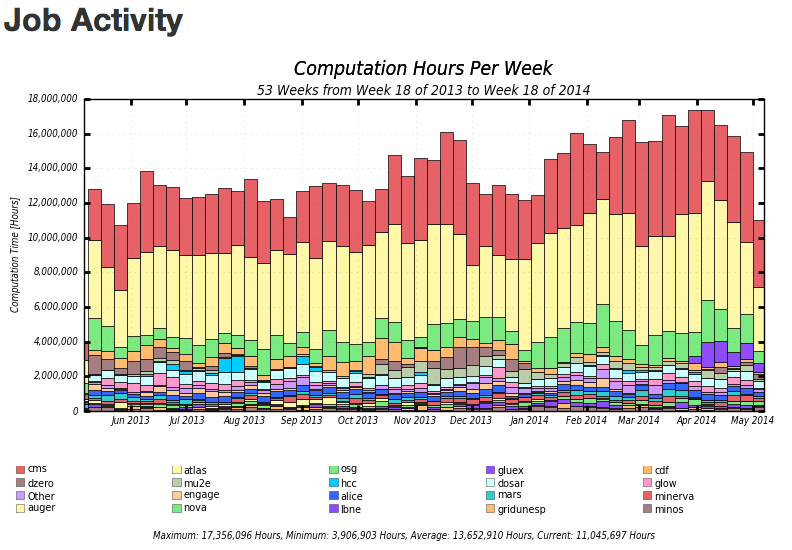 Job Activity
Computation Hours Per Week
53 Weeks from Week 18 of 2013 to Week 18 of 2014
18,000,000
16,000,000
14,000,000
12,000,000
10,000,000
8,000,000
6,000,000
4,000,000
2,000,000
0
Computation Time [Hours]
Jun 2013 Jul 2013 Aug 2013 Sep 2013 Oct 2013 Nov 2013 Dec 2013 Jan 2014 Feb 2014 Mar 2014 Apr 2014 May 2014
cms atlas osg gluex cdf
dzero mu2e hcc dosar glow
Other engage alice mars minerva
auger nova lbne gridunesp minos
Maximum: 17,356,096 Hours, Minimum: 3,906,903 Hours, Average: 13,652,910 Hours, Current: 11,045,697 Hours